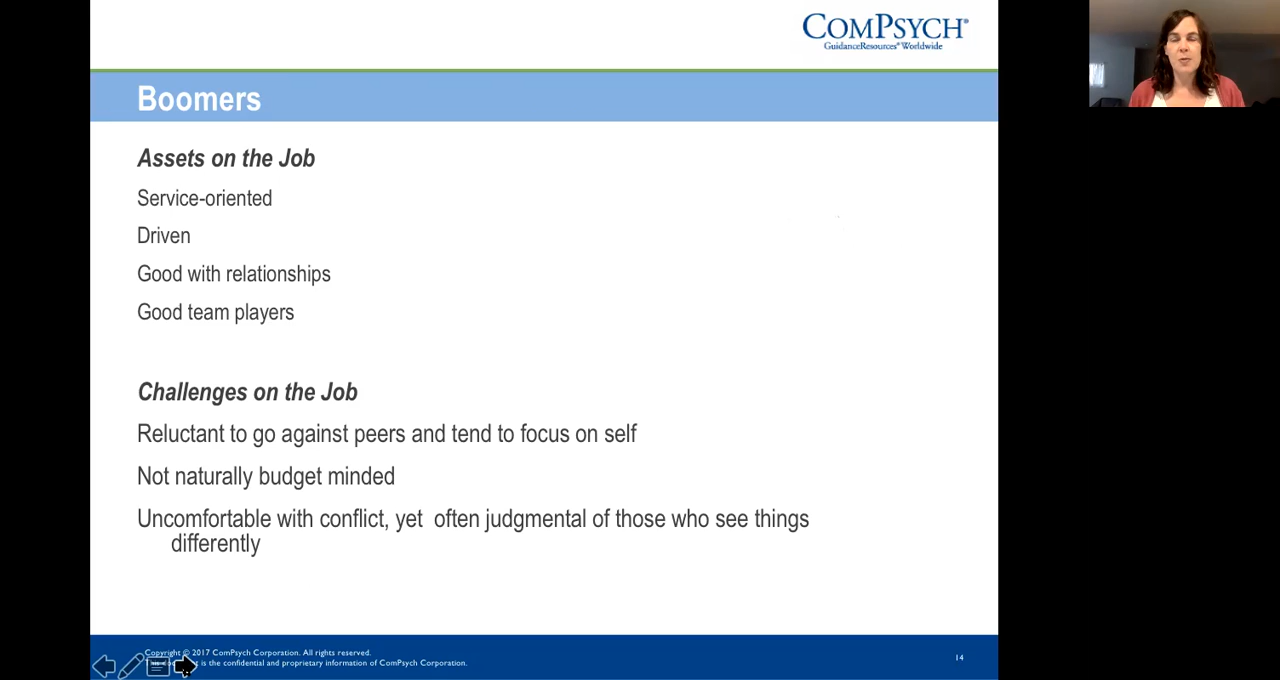 COMPSYCH®
GuidanceResources® Worldwide
Boomers
Assets on the Job
Service-oriented
Driven
Good with relationships
Good team players
Challenges on the Job
Reluctant to go against peers and tend to focus on self
Not naturally budget minded
Uncomfortable with conflict, yet  often judgmental of those who see things
differently
Copyright © 2017 ComPsych Corporation. All rights reserved.
This is the confidential and proprietary information of ComPsych Corporation.
14